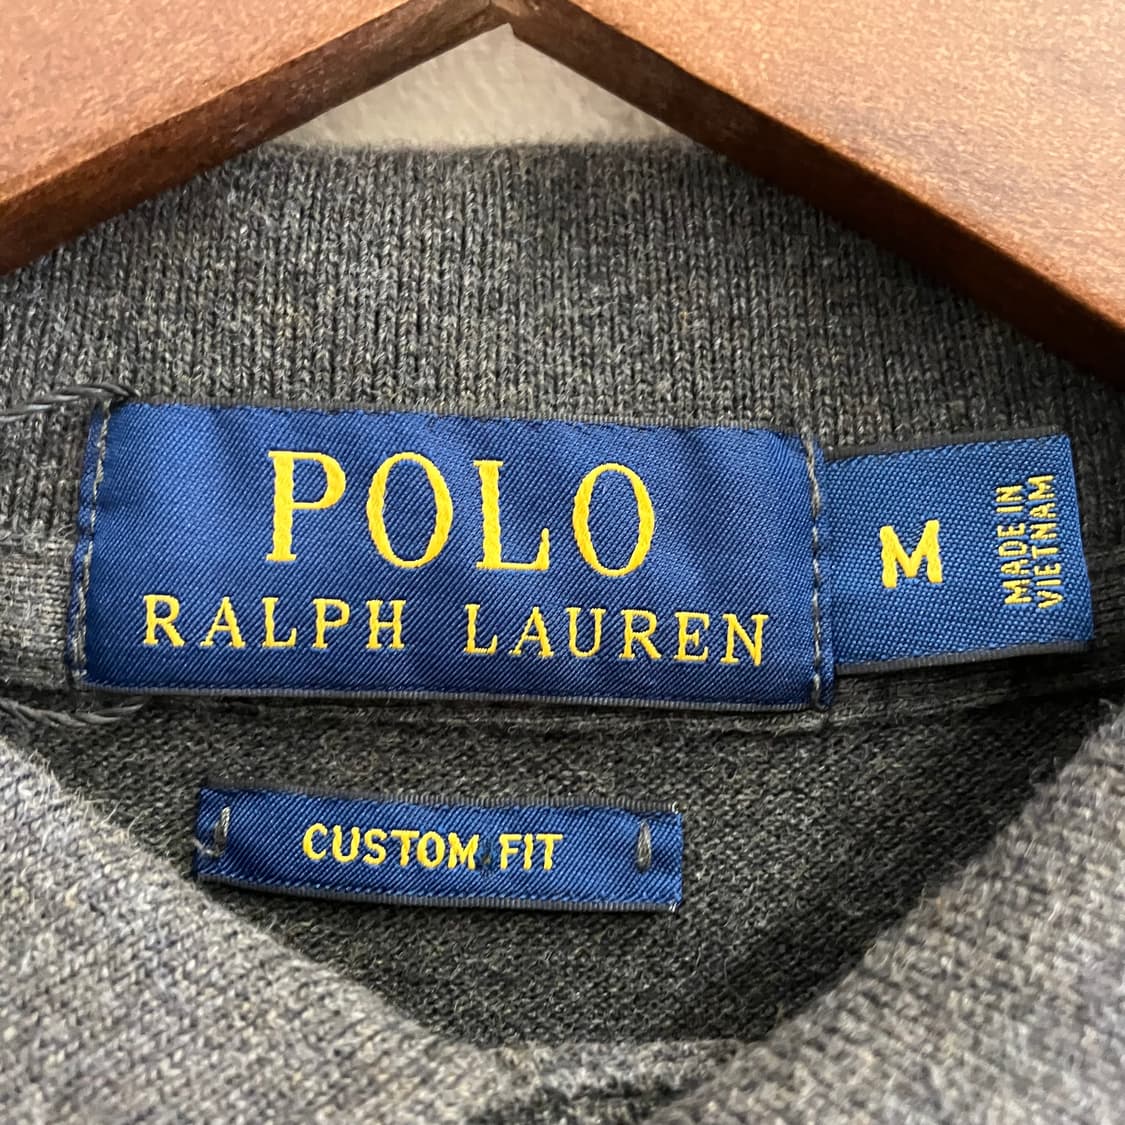 POLO
RALPH LAUREN
M
MADE IN
VIETNAM
CUSTOM FIT